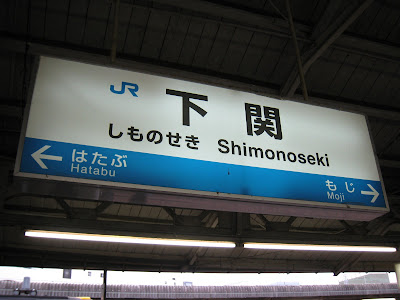 JR 下関
しものせき Shimonoseki
← はたぶ もじ →
Hatabu Moji